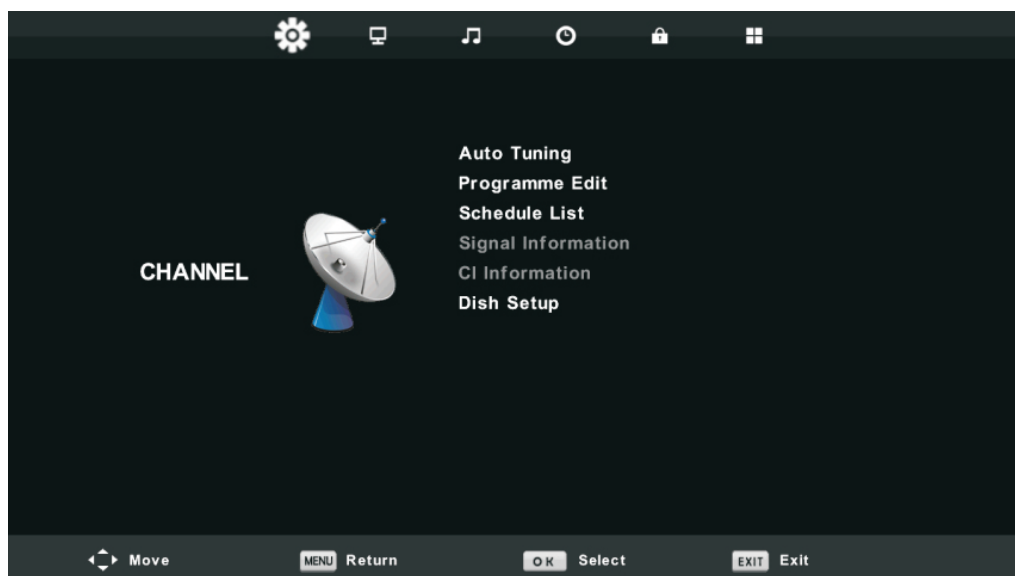 CHANNEL
Auto Tuning
Programme Edit
Schedule List
Signal Information
CI Information
Dish Setup
Move MENU Return OK Select EXIT Exit